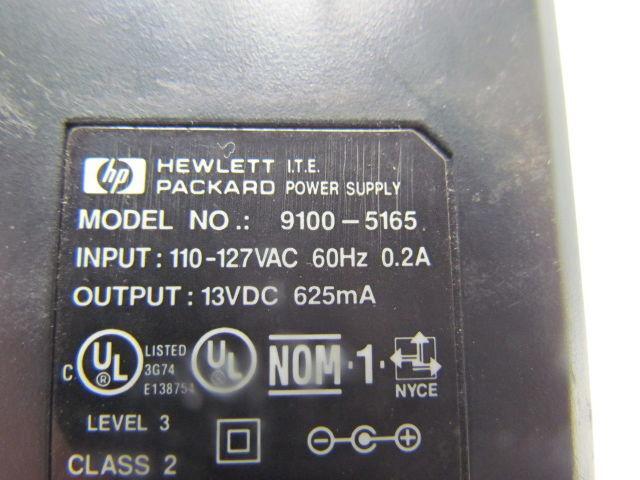 hp HEWLETT PACKARD I.T.E. POWER SUPPLY
MODEL NO.: 9100-5165
INPUT: 110-127VAC 60Hz 0.2A
OUTPUT: 13VDC 625mA
C UL ® LISTED 3G74 E138754 UL NOM·1· NYCE
LEVEL 3
CLASS 2